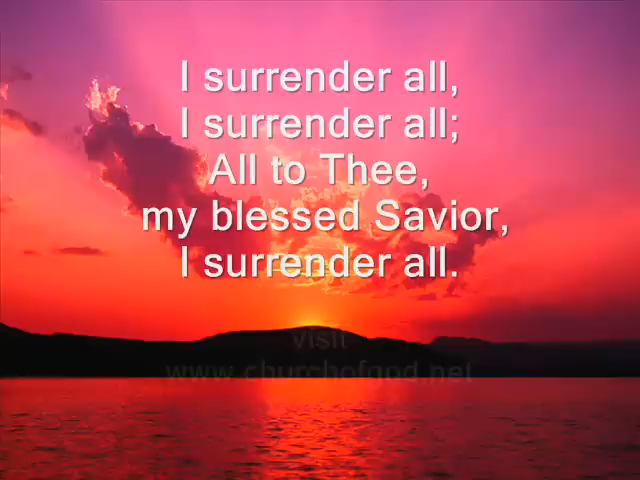 I surrender all,
I surrender all;
All to Thee,
my blessed Savior,
I surrender all.
visit
www.churchofgod.net